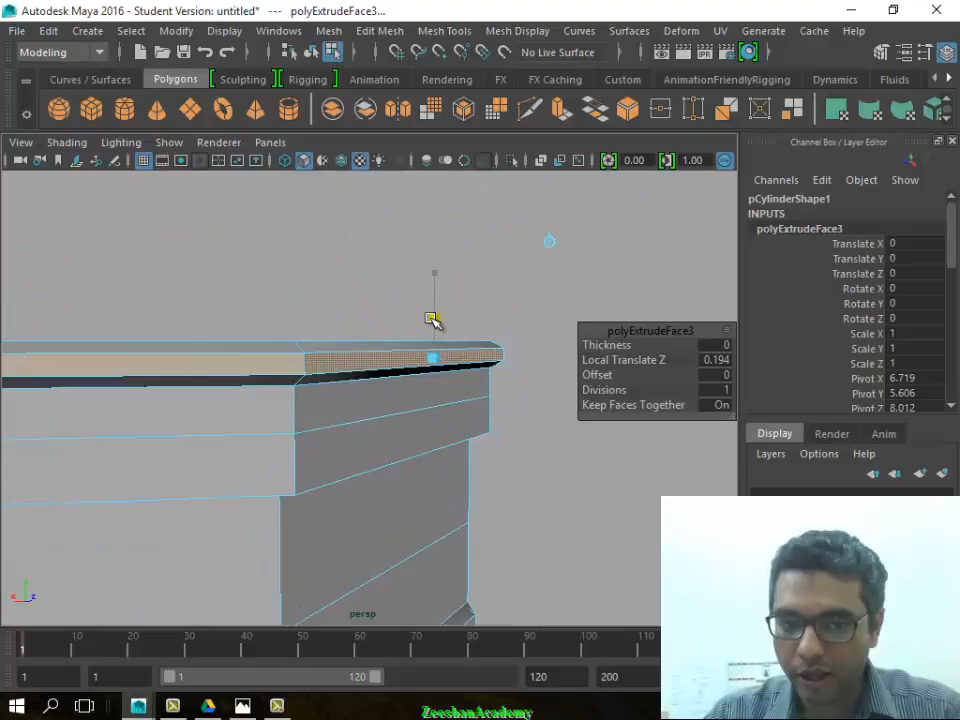 Autodesk Maya 2016 - Student Version: untitled* --- polyExtrudeFace3...
File Edit Create Select Modify Display Windows Mesh Edit Mesh Mesh Tools Mesh Display Curves Surfaces Deform UV Generate Cache Help
Modeling No Live Surface
Curves / Surfaces Polygons Sculpting Rigging Animation Rendering FX FX Caching Custom AnimationFriendlyRigging Dynamics Fluids
View Shading Lighting Show Renderer Panels
0.00 1.00
Channel Box / Layer Editor
Channels Edit Object Show
pCylinderShape1
INPUTS
polyExtrudeFace3
Translate X 0
Translate Y 0
Translate Z 0
Rotate X 0
Rotate Y 0
Rotate Z 0
Scale X 1
Scale Y 1
Scale Z 1
Pivot X 6.719
Pivot Y 5.606
Pivot Z 8.012
polyExtrudeFace3
Thickness 0
Local Translate Z 0.194
Offset 0
Divisions 1
Keep Faces Together On
Display Render Anim
Layers Options Help
x z
persp
1 10 20 30 40 50 60 70 80 90 100 110
1 1 1 120 120 200
ZeeshanAcademy